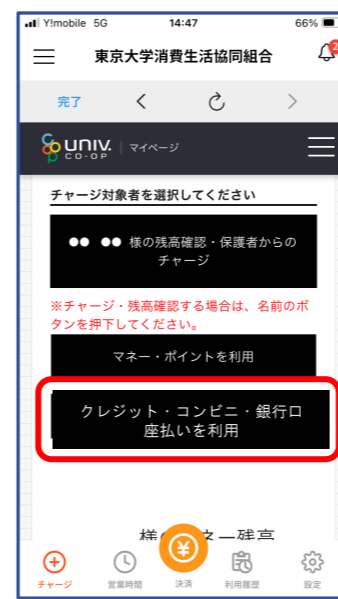 Y!mobile 5G 14:47 66%
東京大学消費生活協同組合 2
完了
UNIV. CO-OP マイページ
チャージ対象者を選択してください
●● ●● 様の残高確認・保護者からの
チャージ
※チャージ・残高確認する場合は、名前のボ
タンを押下してください。
マネー・ポイントを利用
クレジット・コンビニ・銀行口
座払いを利用
チャージ 営業時間 決済 利用履歴 設定